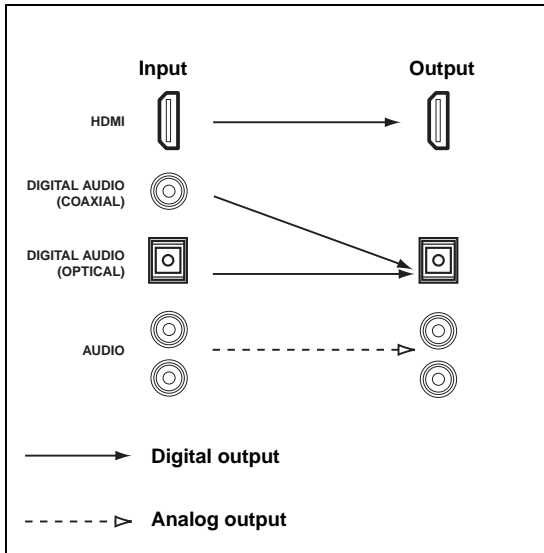 Input Output
HDMI
DIGITAL AUDIO
(COAXIAL)
DIGITAL AUDIO
(OPTICAL)
AUDIO
Digital output
Analog output